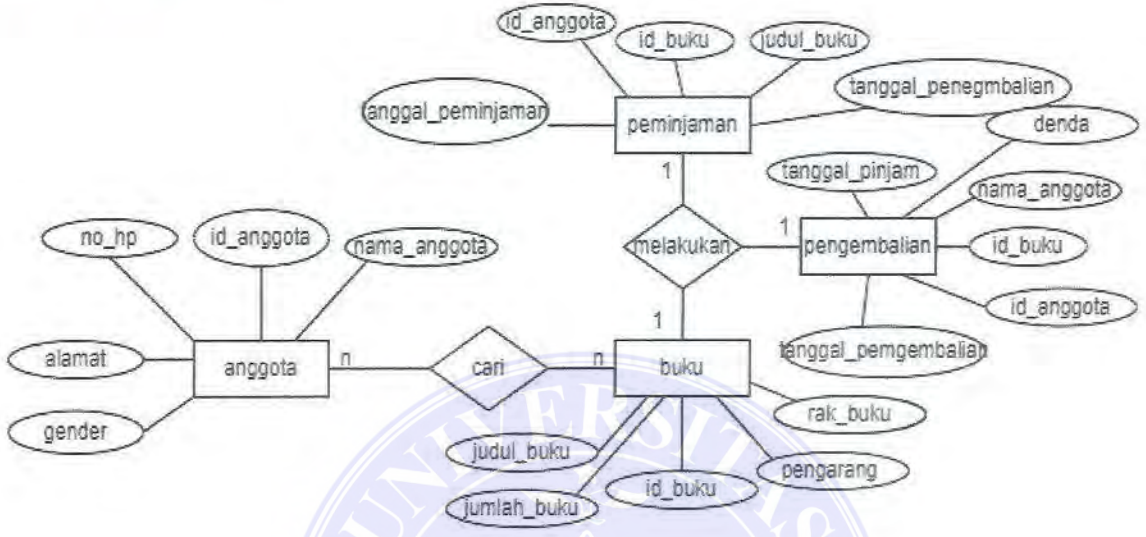 id_anggota
id_buku
judul_buku
anggal_peminjaman
peminjaman
tanggal_penegmbalian
denda
1
tanggal_pinjam
nama_anggota
melakukan
1
pengembalian
id_buku
id_anggota
tanggal_pemgembalian
no_hp
id_anggota
nama_anggota
alamat
gender
anggota
n
cari
n
1
buku
rak_buku
pengarang
id_buku
judul_buku
jumlah_buku
UNIVERSITAS